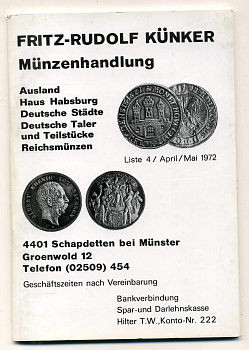 FRITZ-RUDOLF KÜNKER
Münzenhandlung
Ausland
Haus Habsburg
Deutsche Städte
Deutsche Taler
und Teilstücke
Reichsmünzen
Liste 4 / April/Mai 1972
4401 Schapdetten bei Münster
Groenwold 12
Telefon (02509) 454
Geschäftszeiten nach Vereinbarung
Bankverbindung
Spar-und Darlehnskasse
Hilter T.W., Konto-Nr. 222